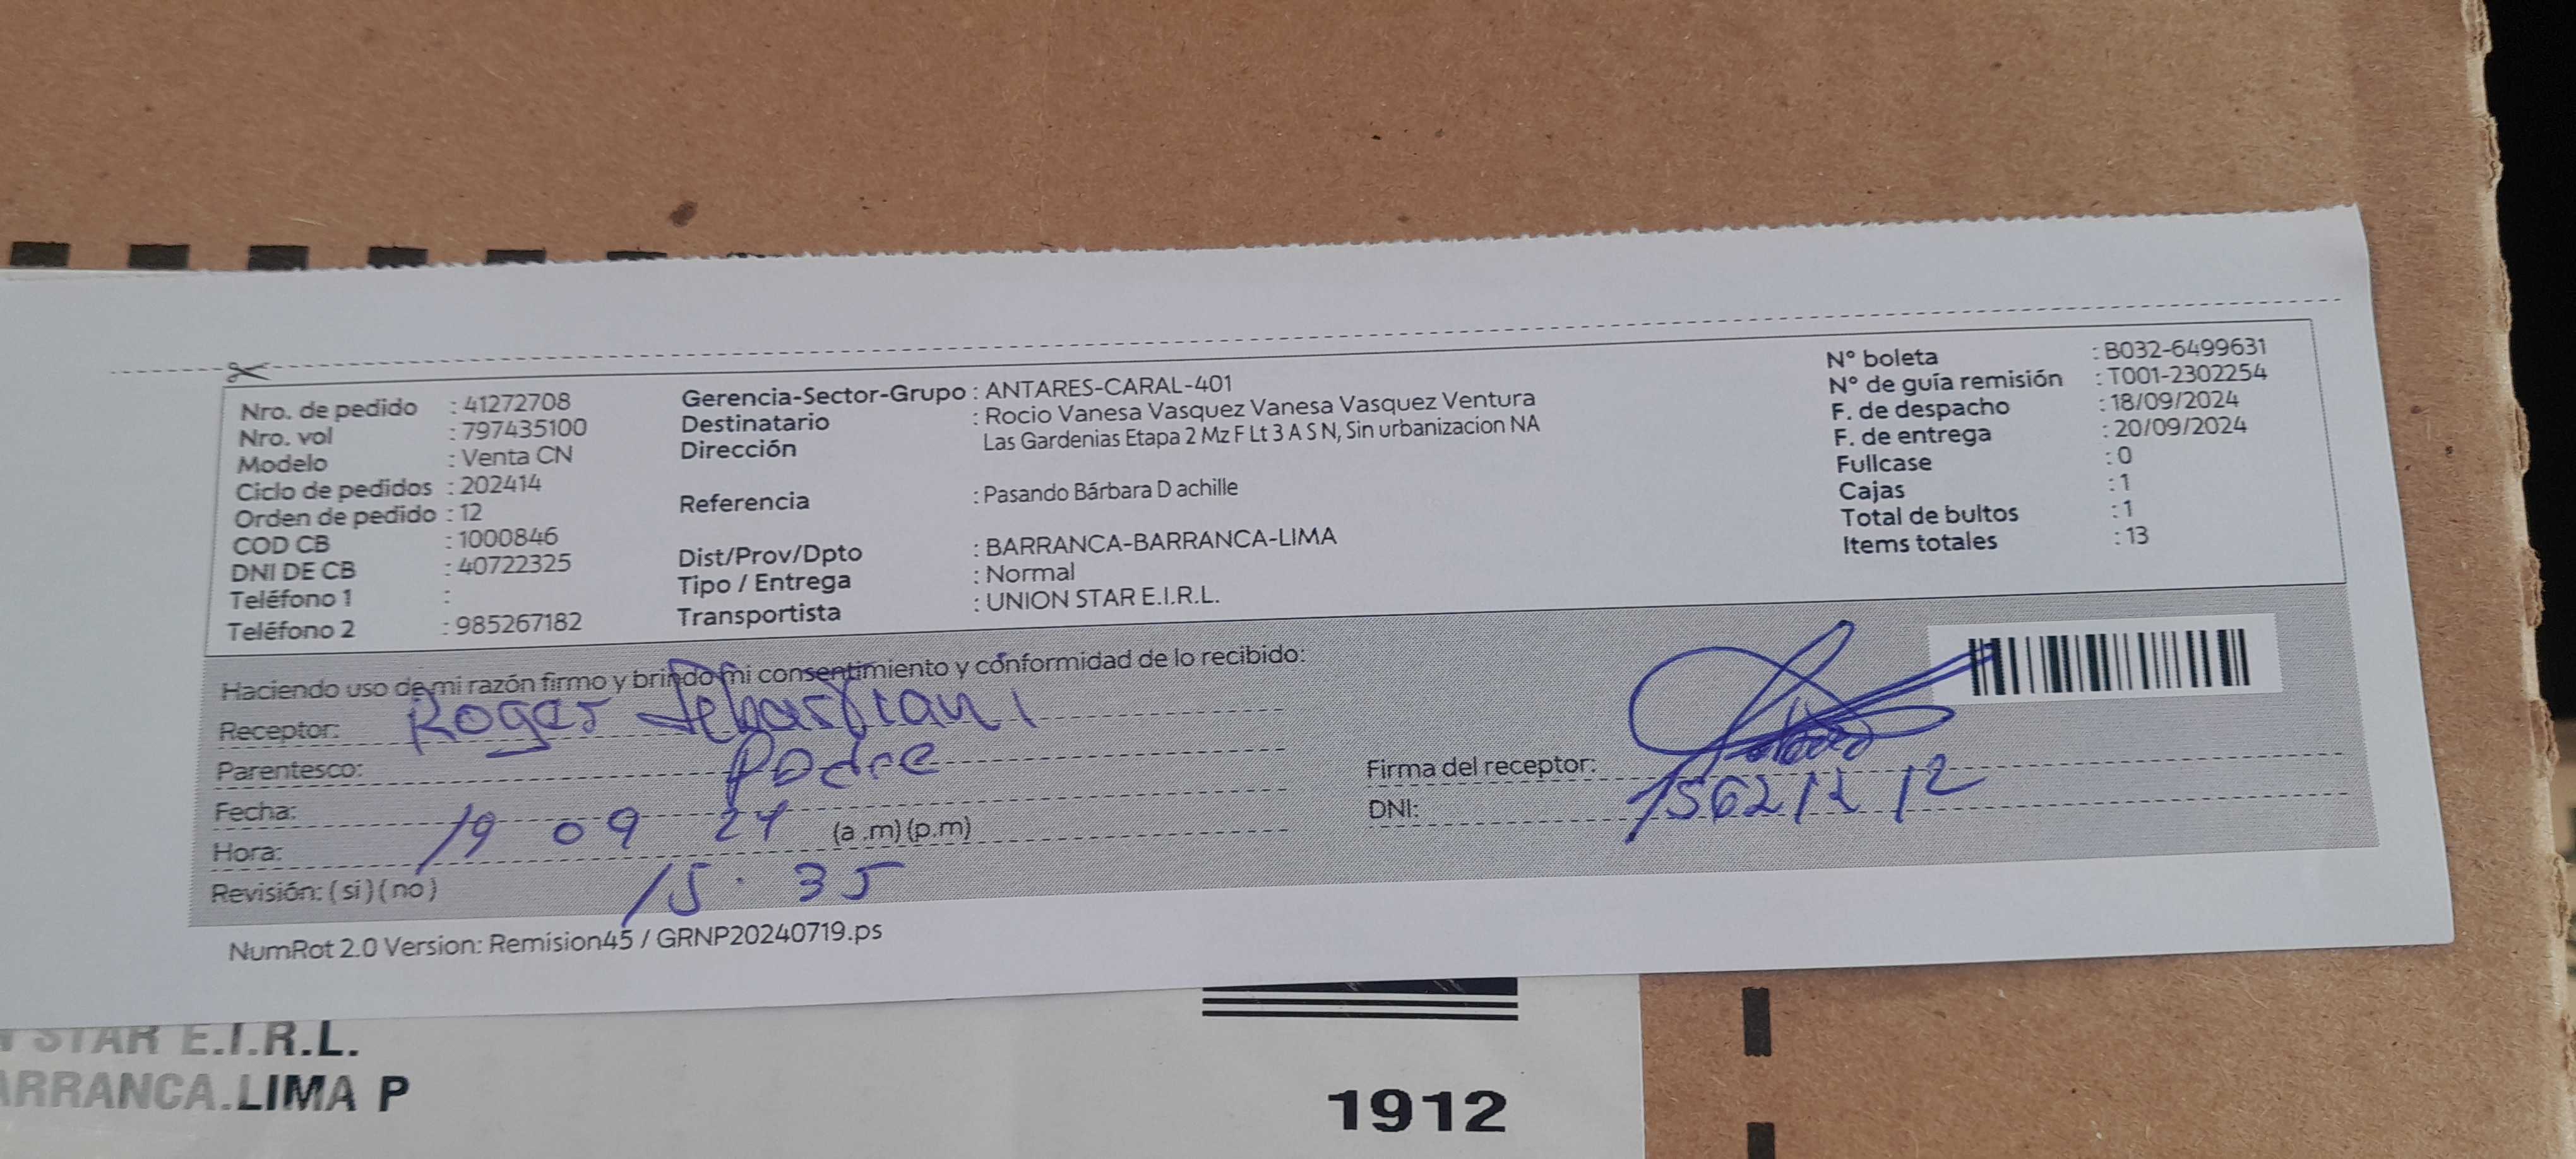 Nro. de pedido : 41272708
Nro. vol : 797435100
Modelo : Venta CN
Ciclo de pedidos : 202414
Orden de pedido : 12
COD CB : 1000846
DNI DE CB : 40722325
Teléfono 1 :
Teléfono 2 : 985267182
Gerencia-Sector-Grupo : ANTARES-CARAL-401
Destinatario : Rocio Vanesa Vasquez Vanesa Vasquez Ventura
Dirección Las Gardenias Etapa 2 Mz F Lt 3 A S N, Sin urbanizacion NA
Referencia : Pasando Bárbara D achille
Dist/Prov/Dpto : BARRANCA-BARRANCA-LIMA
Tipo / Entrega : Normal
Transportista : UNION STAR E.I.R.L.
N° boleta : B032-6499631
N° de guía remisión : T001-2302254
F. de despacho : 18/09/2024
F. de entrega : 20/09/2024
Fullcase : 0
Cajas : 1
Total de bultos : 1
Items totales : 13
Haciendo uso de mi razón firmo y brindo mi consentimiento y conformidad de lo recibido:
Receptor: Roger Sebastiani
Parentesco: Padre
Fecha: 19 09 24
Hora: (a .m) (p.m)
15 . 35
Revisión: ( si ) ( no )
Firma del receptor:
DNI:
NumRot 2.0 Version: Remision45 / GRNP20240719.ps
STAR E.I.R.L.
ARRANCA.LIMA P
1912